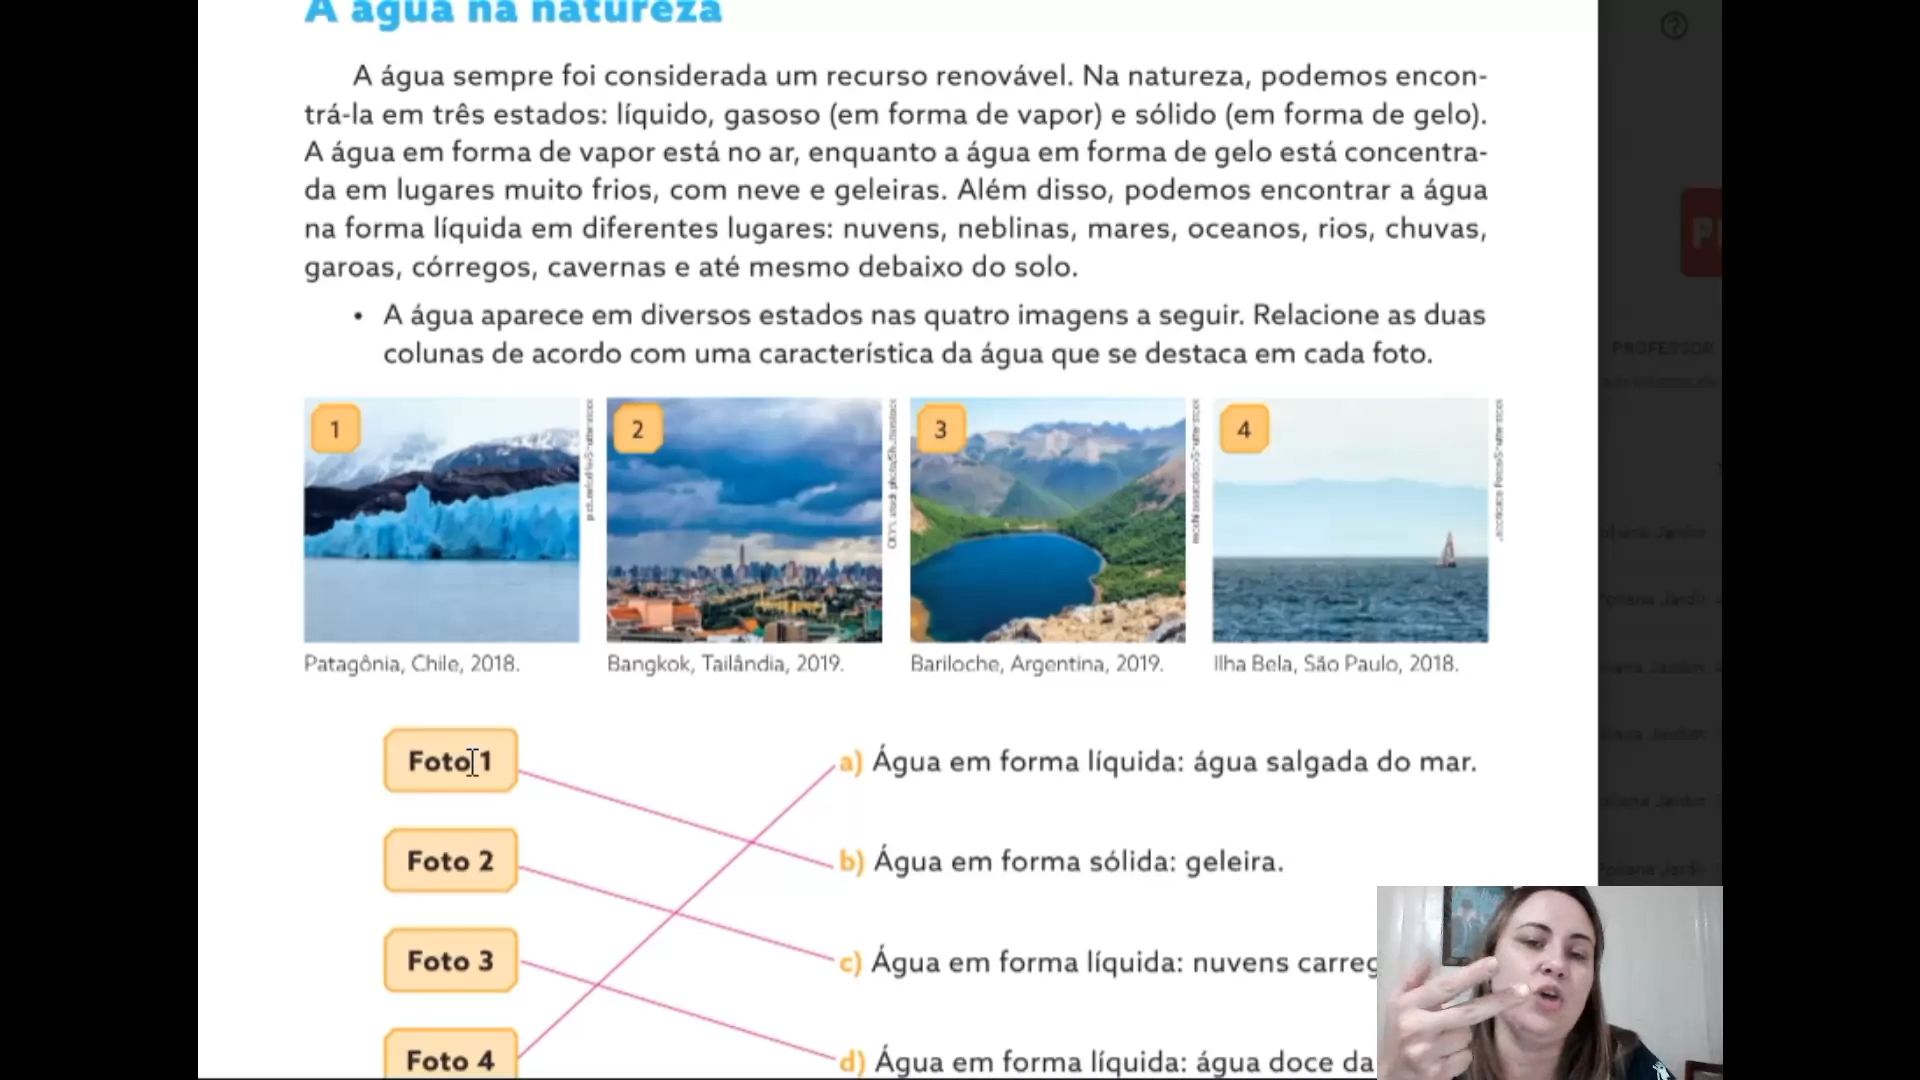 A água na natureza
A água sempre foi considerada um recurso renovável. Na natureza, podemos encon-
trá-la em três estados: líquido, gasoso (em forma de vapor) e sólido (em forma de gelo).
A água em forma de vapor está no ar, enquanto a água em forma de gelo está concentra-
da em lugares muito frios, com neve e geleiras. Além disso, podemos encontrar a água
na forma líquida em diferentes lugares: nuvens, neblinas, mares, oceanos, rios, chuvas,
garoas, córregos, cavernas e até mesmo debaixo do solo.
• A água aparece em diversos estados nas quatro imagens a seguir. Relacione as duas
colunas de acordo com uma característica da água que se destaca em cada foto.
1
2
3
4
Patagônia, Chile, 2018.
Bangkok, Tailândia, 2019.
Bariloche, Argentina, 2019.
Ilha Bela, São Paulo, 2018.
Foto 1
a) Água em forma líquida: água salgada do mar.
Foto 2
b) Água em forma sólida: geleira.
Foto 3
c) Água em forma líquida: nuvens carreg
Foto 4
d) Água em forma líquida: água doce da
PROFESSOR